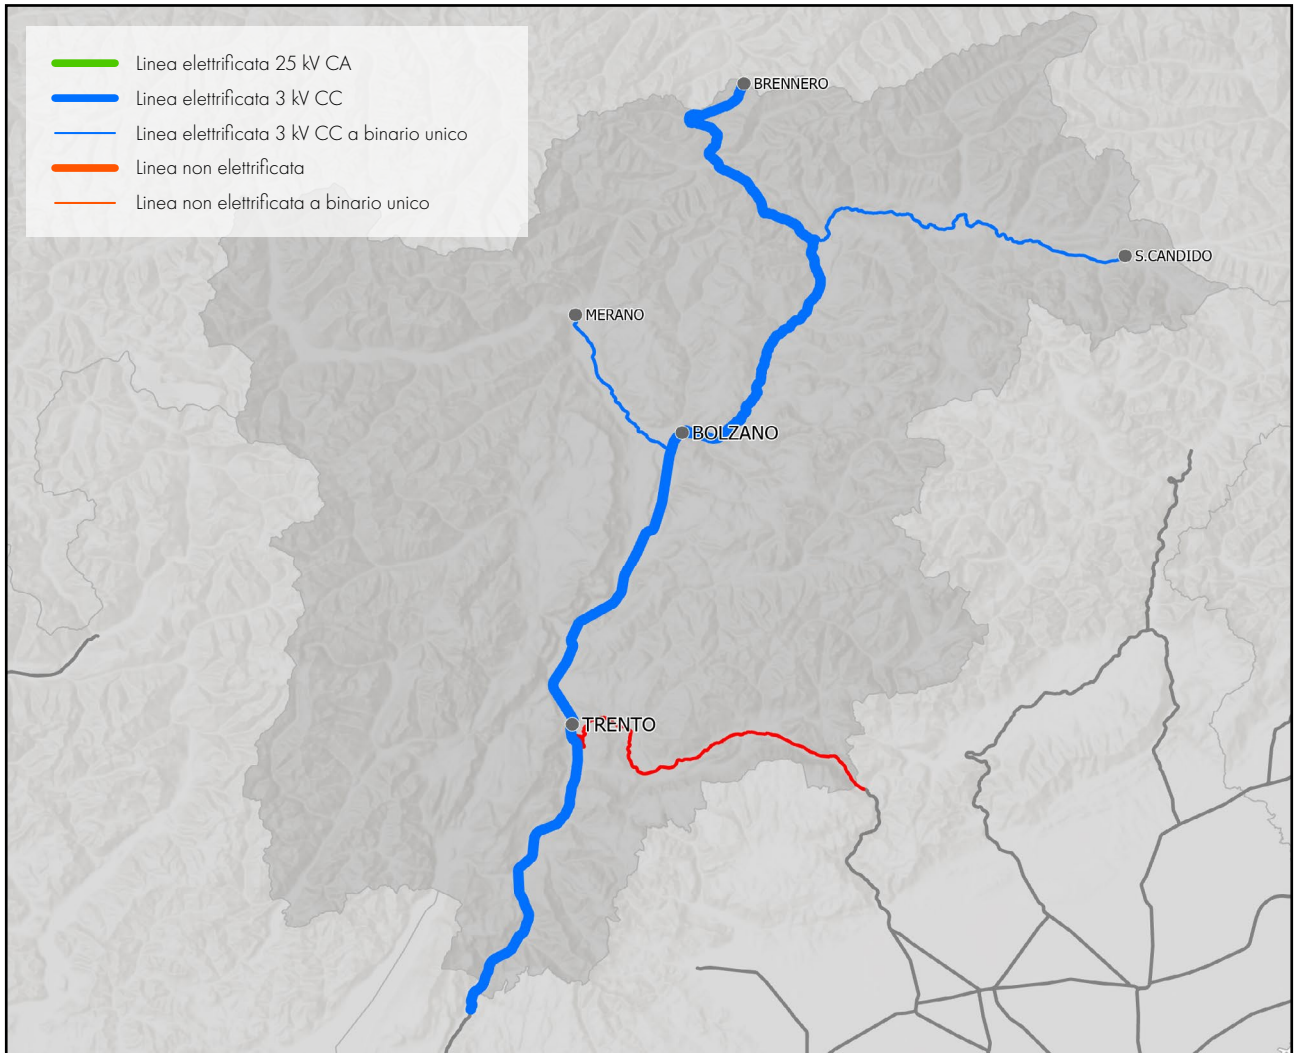 Linea elettrificata 25 kV CA
Linea elettrificata 3 kV CC
Linea elettrificata 3 kV CC a binario unico
Linea non elettrificata
Linea non elettrificata a binario unico
BRENNERO
S.CANDIDO
MERANO
BOLZANO
TRENTO